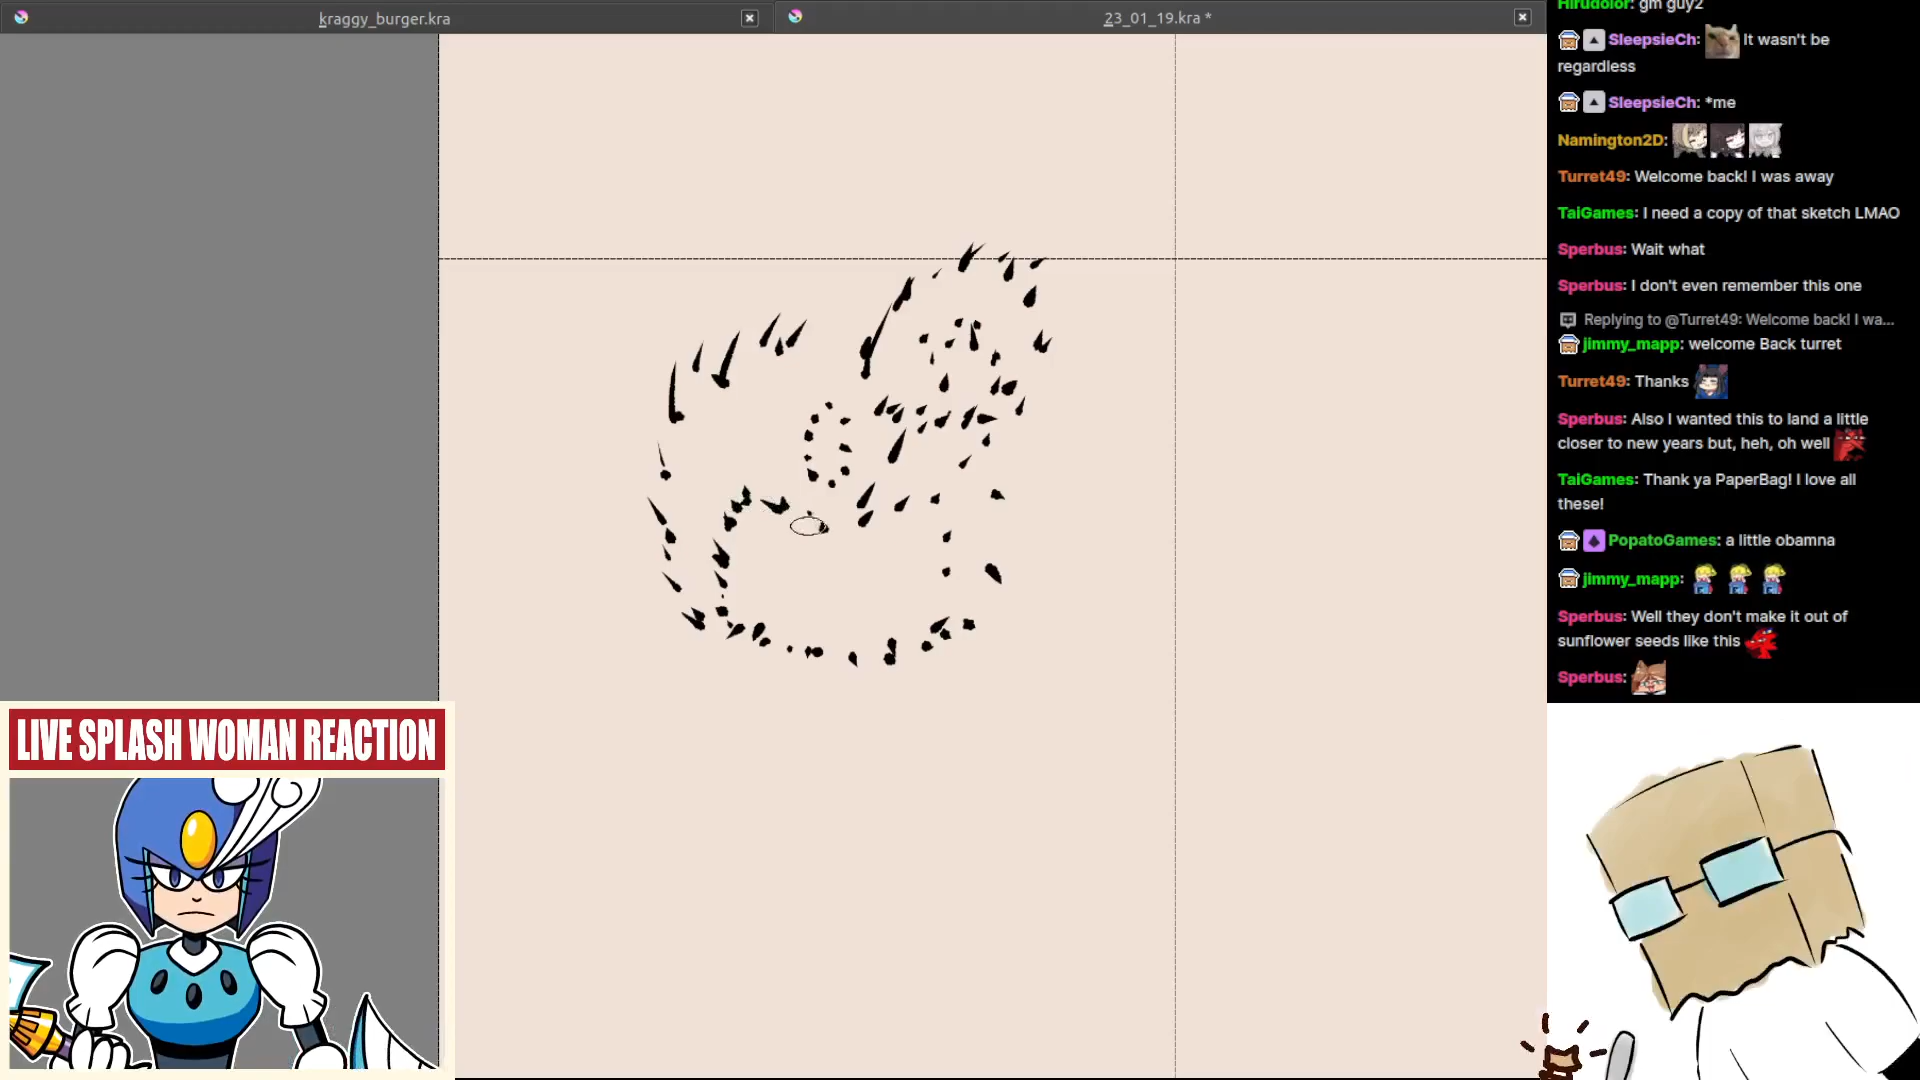 kraggy_burger.kra
23_01_19.kra *
Hirudolor: gm guy2
SleepsieCh: It wasn't be
regardless
SleepsieCh: *me
Namington2D:
Turret49: Welcome back! I was away
TaiGames: I need a copy of that sketch LMAO
Sperbus: Wait what
Sperbus: I don't even remember this one
Replying to @Turret49: Welcome back! I wa...
jimmy_mapp: welcome Back turret
Turret49: Thanks
Sperbus: Also I wanted this to land a little
closer to new years but, heh, oh well
TaiGames: Thank ya PaperBag! I love all
these!
PopatoGames: a little obamna
jimmy_mapp:
Sperbus: Well they don't make it out of
sunflower seeds like this
Sperbus:
LIVE SPLASH WOMAN REACTION